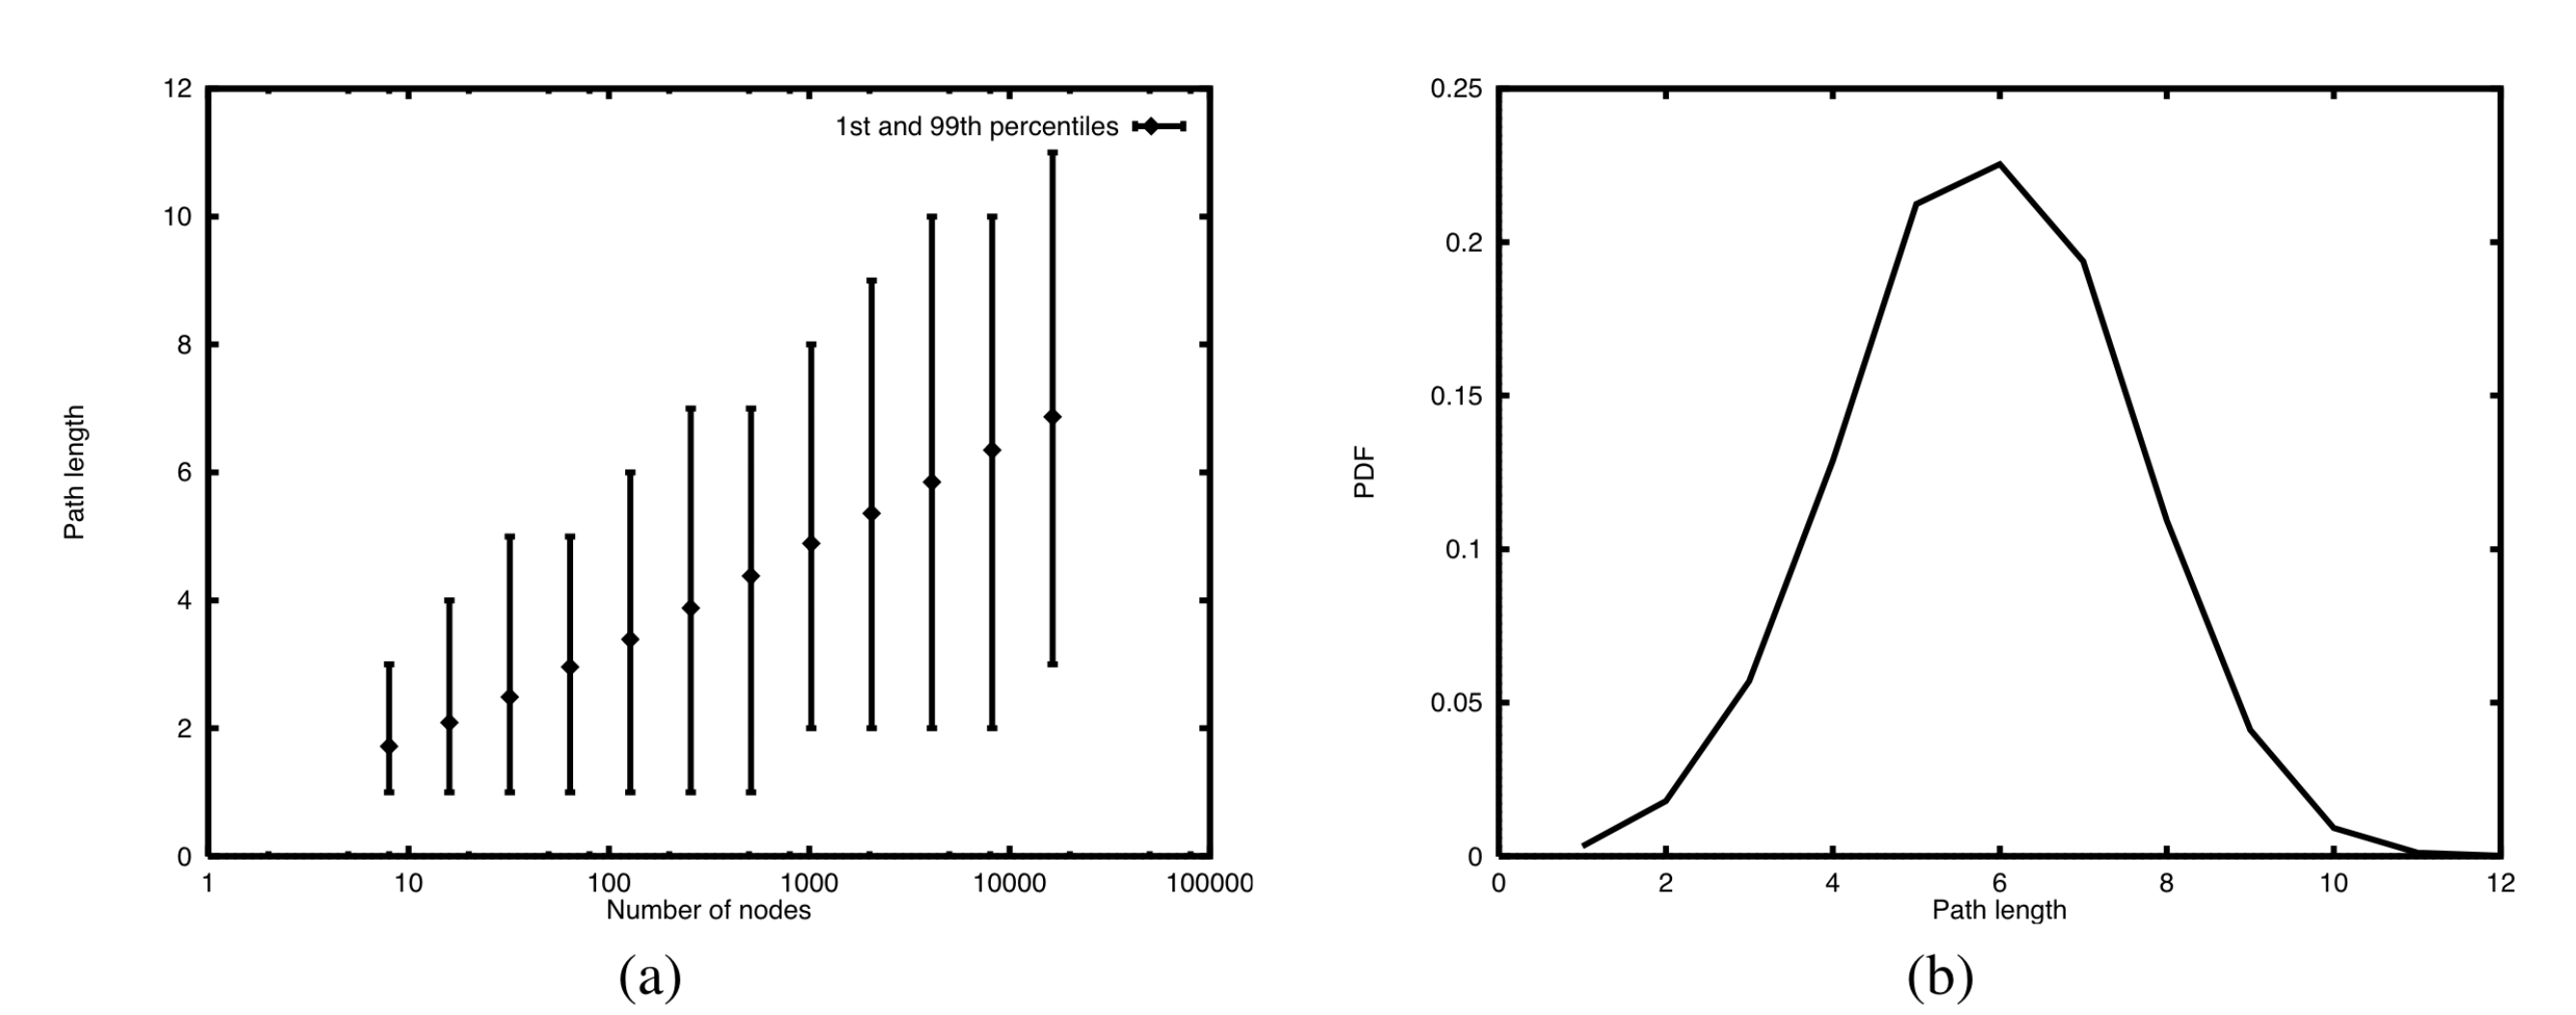 12
1st and 99th percentiles
10
8
6
4
2
0
Path length
1 10 100 1000 10000 100000
Number of nodes
(a)
0.25
0.2
0.15
0.1
0.05
0
PDF
0 2 4 6 8 10 12
Path length
(b)